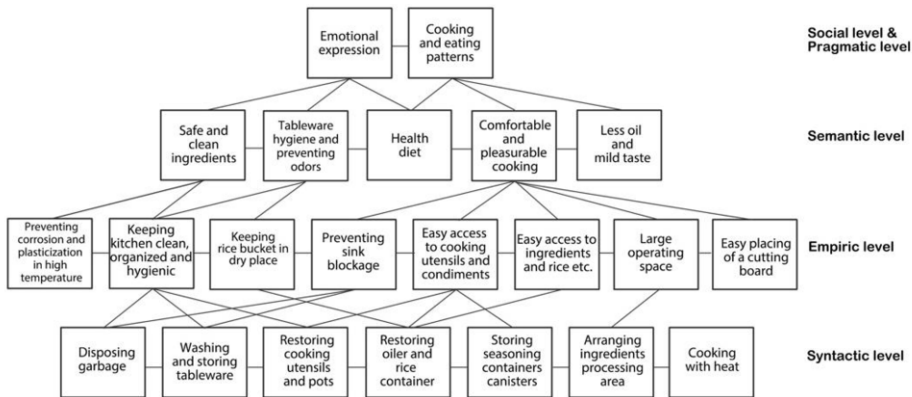 Emotional
expression
Cooking
and eating
patterns
Social level &
Pragmatic level
Safe and
clean
ingredients
Tableware
hygiene and
preventing
odors
Health
diet
Comfortable
and
pleasurable
cooking
Less oil
and
mild taste
Semantic level
Preventing
corrosion and
plasticization
in high
temperature
Keeping
kitchen clean,
organized and
hygienic
Keeping
rice bucket in
dry place
Preventing
sink
blockage
Easy access
to cooking
utensils and
condiments
Easy access to
ingredients
and rice etc.
Large
operating
space
Easy placing
of a cutting
board
Empiric level
Disposing
garbage
Washing
and storing
tableware
Restoring
cooking
utensils
and pots
Restoring
oiler and
rice
container
Storing
seasoning
containers
canisters
Arranging
ingredients
processing
area
Cooking
with heat
Syntactic level